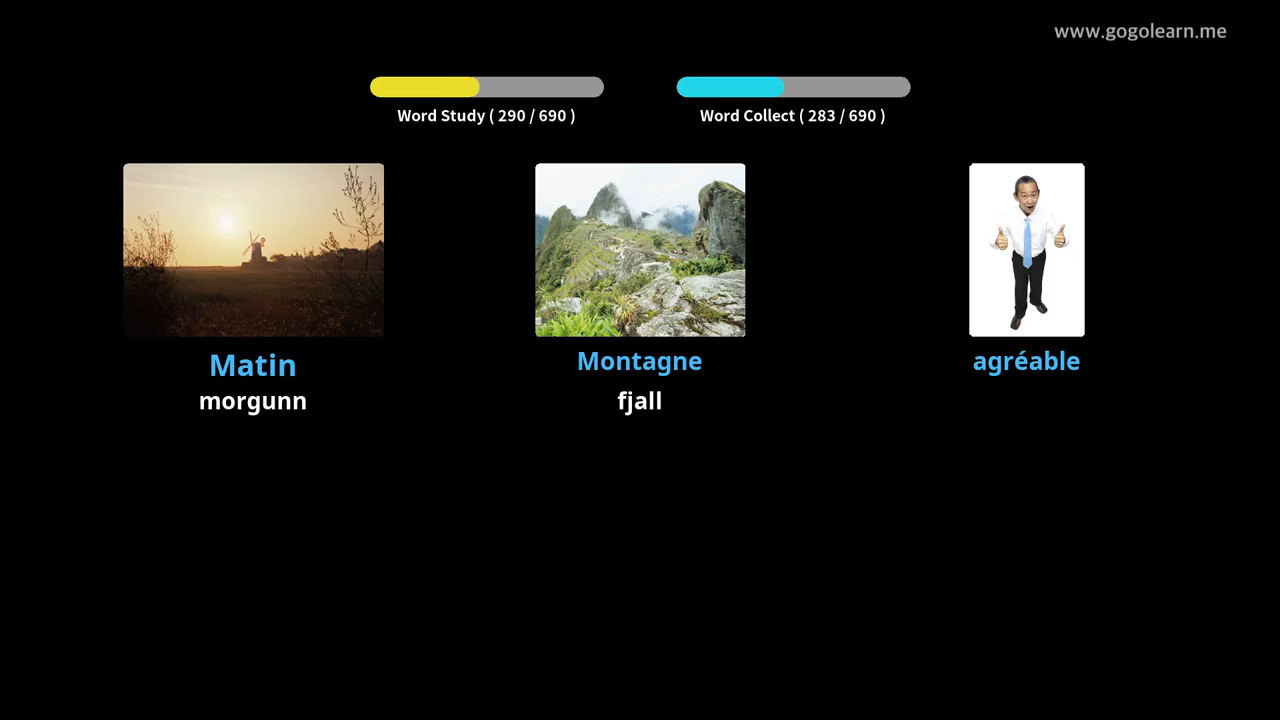 www.gogolearn.me
Word Study ( 290 / 690 )
Word Collect ( 283 / 690 )
Matin
morgunn
Montagne
fjall
agréable